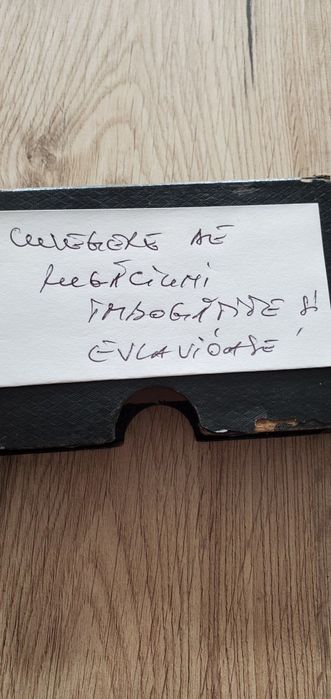 CULEGERE DE
RUGĂCIUNI
ÎMBOGĂȚITE ȘI
EVLAVIOASE